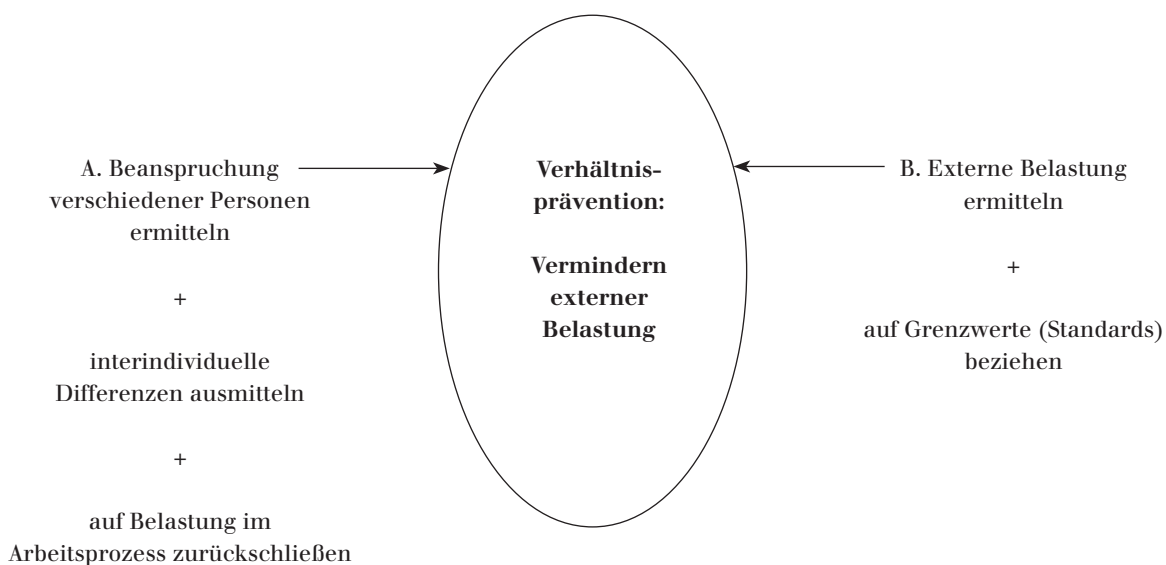 A. Beanspruchung
verschiedener Personen
ermitteln
+
interindividuelle
Differenzen ausmitteln
+
auf Belastung im
Arbeitsprozess zurückschließen
Verhältnis-
prävention:
Vermindern
externer
Belastung
B. Externe Belastung
ermitteln
+
auf Grenzwerte (Standards)
beziehen